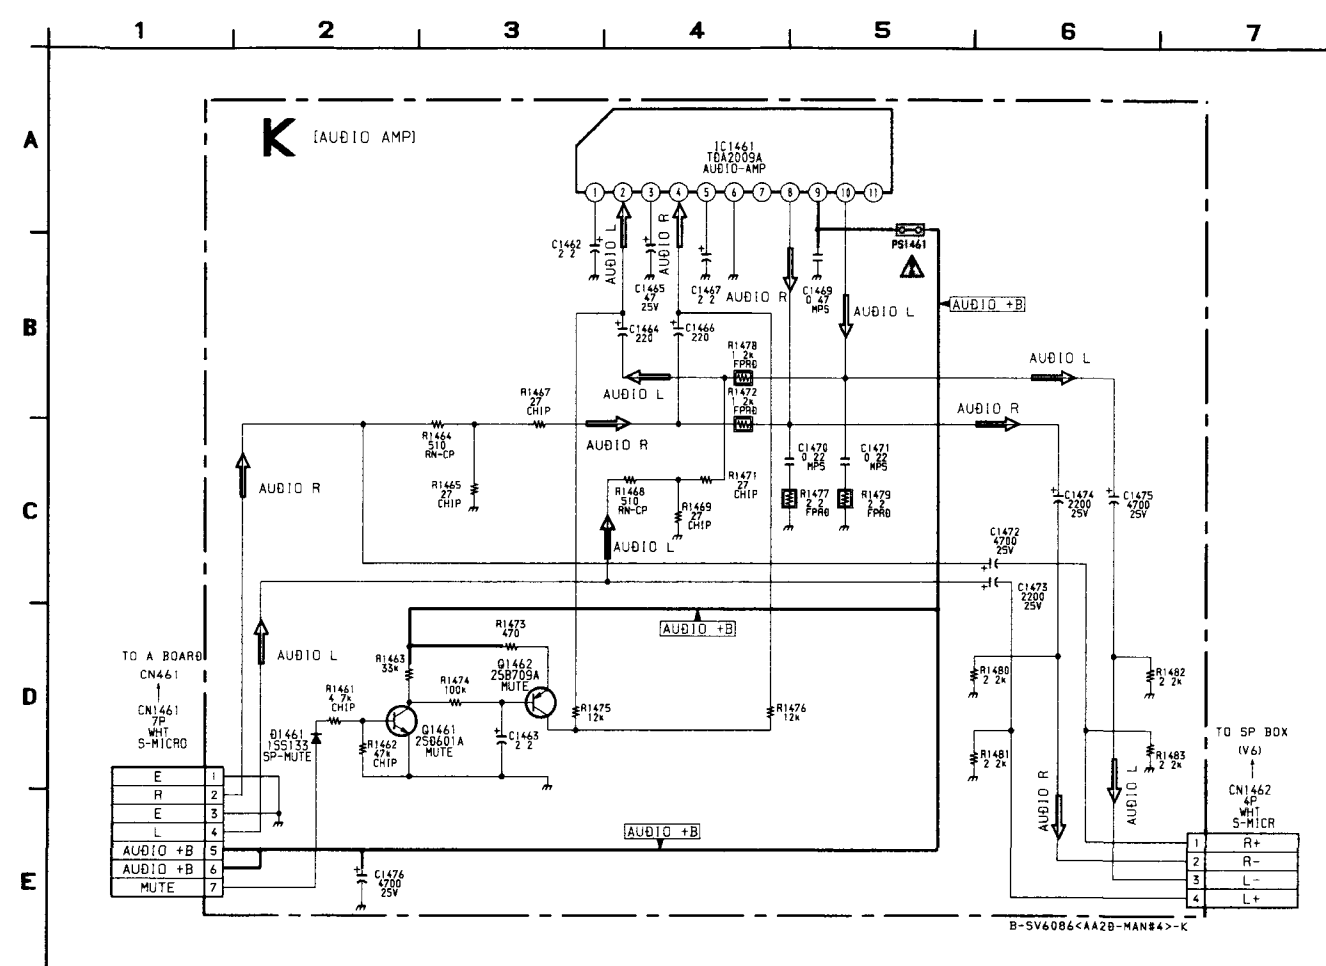 1 2 3 4 5 6 7
A
B
C
D
E
K [AUDIO AMP]
IC1461
TDA2009A
AUDIO-AMP
1 2 3 4 5 6 7 8 9 10 11
PS1461
C1462
2 2
AUDIO L
C1465
47
25V
AUDIO R
C1467
2 2
AUDIO R
C1469
0 47
MPS
AUDIO L
AUDIO +B
C1464
220
C1466
220
R1478
1 2k
FPRD
AUDIO L
AUDIO L
R1472
1 2k
FPRD
AUDIO R
R1467
27
CHIP
AUDIO R
R1464
510
RN-CP
R1465
27
CHIP
AUDIO R
R1468
510
RN-CP
R1471
27
CHIP
R1469
27
CHIP
AUDIO L
C1470
0 22
MPS
C1471
0 22
MPS
R1477
2 2
FPRD
R1479
2 2
FPRD
C1474
2200
25V
C1475
4700
25V
C1472
4700
25V
C1473
2200
25V
AUDIO +B
R1473
470
Q1462
2SB709A
MUTE
R1463
33k
R1474
100k
R1461
4 7k
CHIP
D1461
1SS133
SP-MUTE
R1462
47k
CHIP
Q1461
2SD601A
MUTE
C1463
2 2
R1475
12k
R1476
12k
R1480
2 2k
R1482
2 2k
R1481
2 2k
R1483
2 2k
AUDIO R
AUDIO L
TO A BOARD
CN461
CN1461
7P
WHT
S-MICRO
AUDIO L
E 1
R 2
E 3
L 4
AUDIO +B 5
AUDIO +B 6
MUTE 7
AUDIO +B
C1476
4700
25V
TO SP BOX
(V6)
CN1462
4P
WHT
S-MICR
1 R+
2 R-
3 L-
4 L+
B-SV6086<AA2D-MAN#4>-K